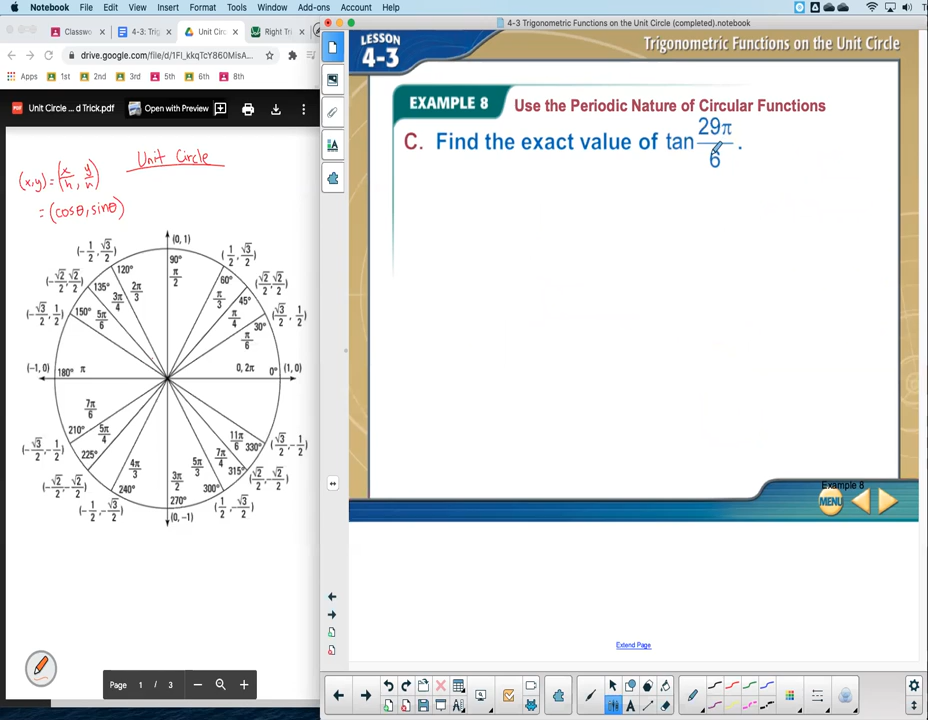 Notebook File Edit View Insert Format Tools Window Add-ons Account Help
Classwo
4-3: Trig
Unit Circ
Right Tri
4-3 Trigonometric Functions on the Unit Circle (completed).notebook
drive.google.com/file/d/1Fl_kkqTcY860MisA...
Apps 1st 2nd 3rd 5th 6th 8th
PDF Unit Circle ... d Trick.pdf Open with Preview
Unit Circle
(x,y) = (x/h, y/h)
= (cosθ, sinθ)
(0, 1)
(-1/2, √3/2) (1/2, √3/2)
90°
120° 60°
π/2
(-√2/2, √2/2) (√2/2, √2/2)
135° 2π/3 π/3 45°
3π/4 π/4
(-√3/2, 1/2) 150° 5π/6 30° (√3/2, 1/2)
π/6
(-1, 0) 180° π 0, 2π 0° (1, 0)
7π/6
210° 5π/4 11π/6 330°
(-√3/2, -1/2) (√3/2, -1/2)
225° 4π/3 3π/2 5π/3 7π/4 315°
(-√2/2, -√2/2) (√2/2, -√2/2)
240° 270° 300°
(-1/2, -√3/2) (0, -1) (1/2, -√3/2)
Page 1 / 3
LESSON
4-3
Trigonometric Functions on the Unit Circle
EXAMPLE 8 Use the Periodic Nature of Circular Functions
C. Find the exact value of tan 29π/6 .
Example 8
MENU
Extend Page